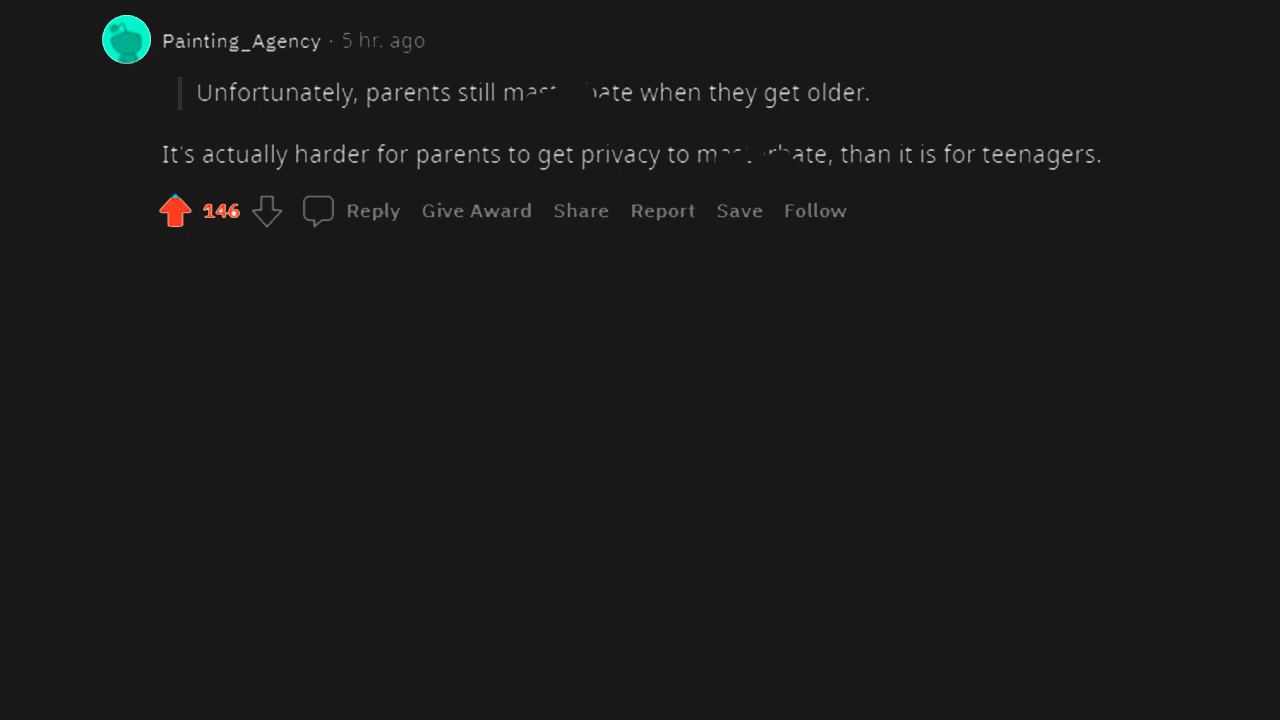 Painting_Agency · 5 hr. ago
Unfortunately, parents still when they get older.
It's actually harder for parents to get privacy to than it is for teenagers.
146 Reply Give Award Share Report Save Follow